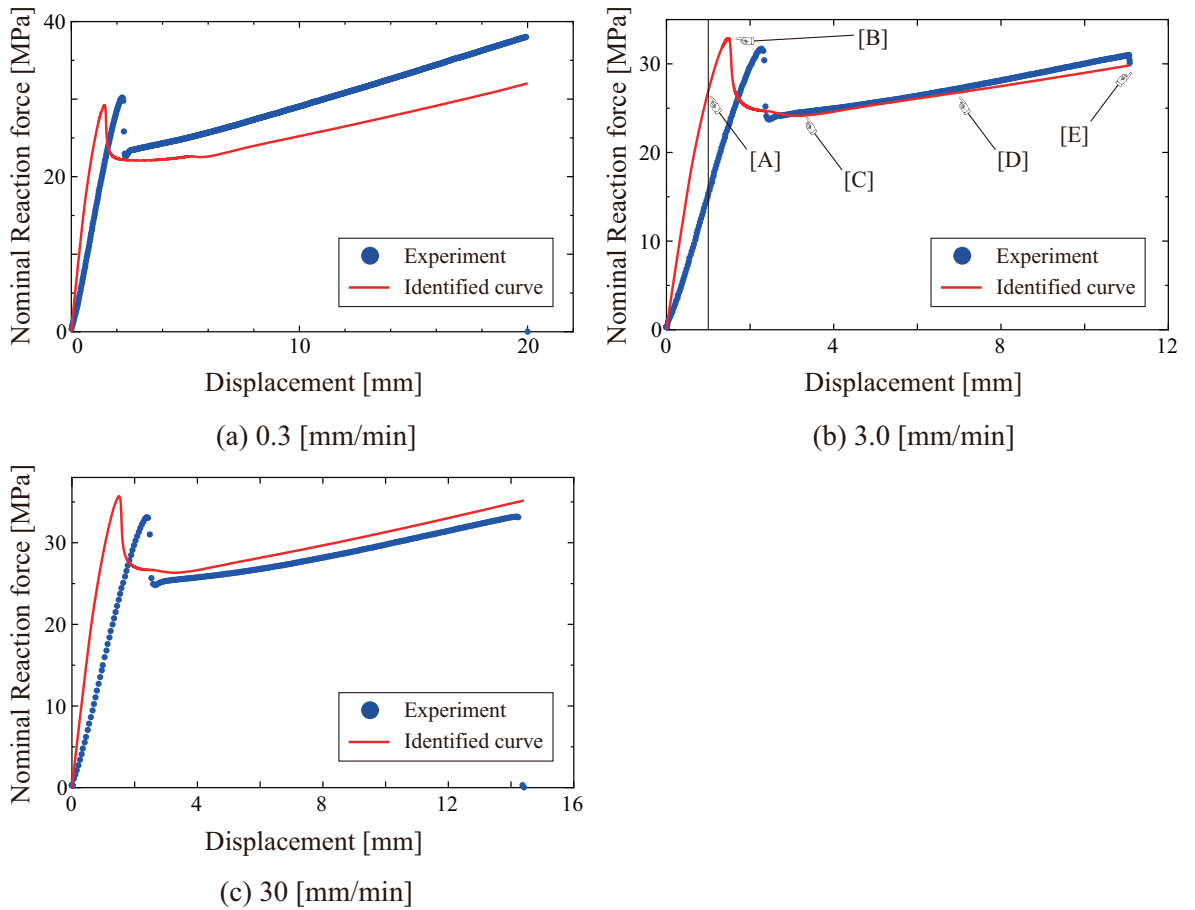 Nominal Reaction force [MPa]
40
20
0
0
10
20
Experiment
Identified curve
Displacement [mm]
(a) 0.3 [mm/min]
Nominal Reaction force [MPa]
30
20
10
0
0
4
8
12
[A]
[B]
[C]
[D]
[E]
Experiment
Identified curve
Displacement [mm]
(b) 3.0 [mm/min]
Nominal Reaction force [MPa]
30
20
10
0
0
4
8
12
16
Experiment
Identified curve
Displacement [mm]
(c) 30 [mm/min]